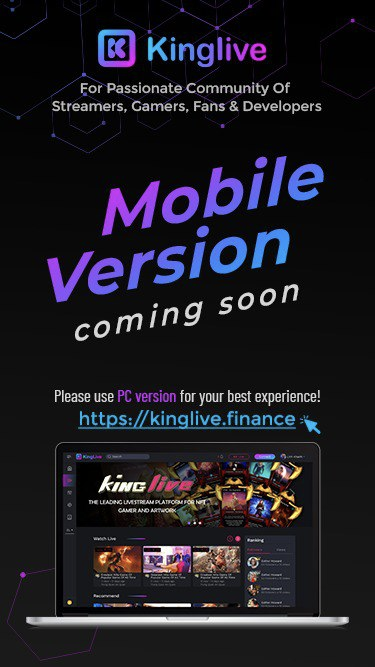 Kinglive
For Passionate Community Of
Streamers, Gamers, Fans & Developers
Mobile
Version
coming soon
Please use PC version for your best experience!
https://kinglive.finance
KingLive
Search
king live
THE LEADING LIVESTREAM PLATFORM FOR NFT
GAMER AND ARTWORK
Watch Live
Ranking
Recommend